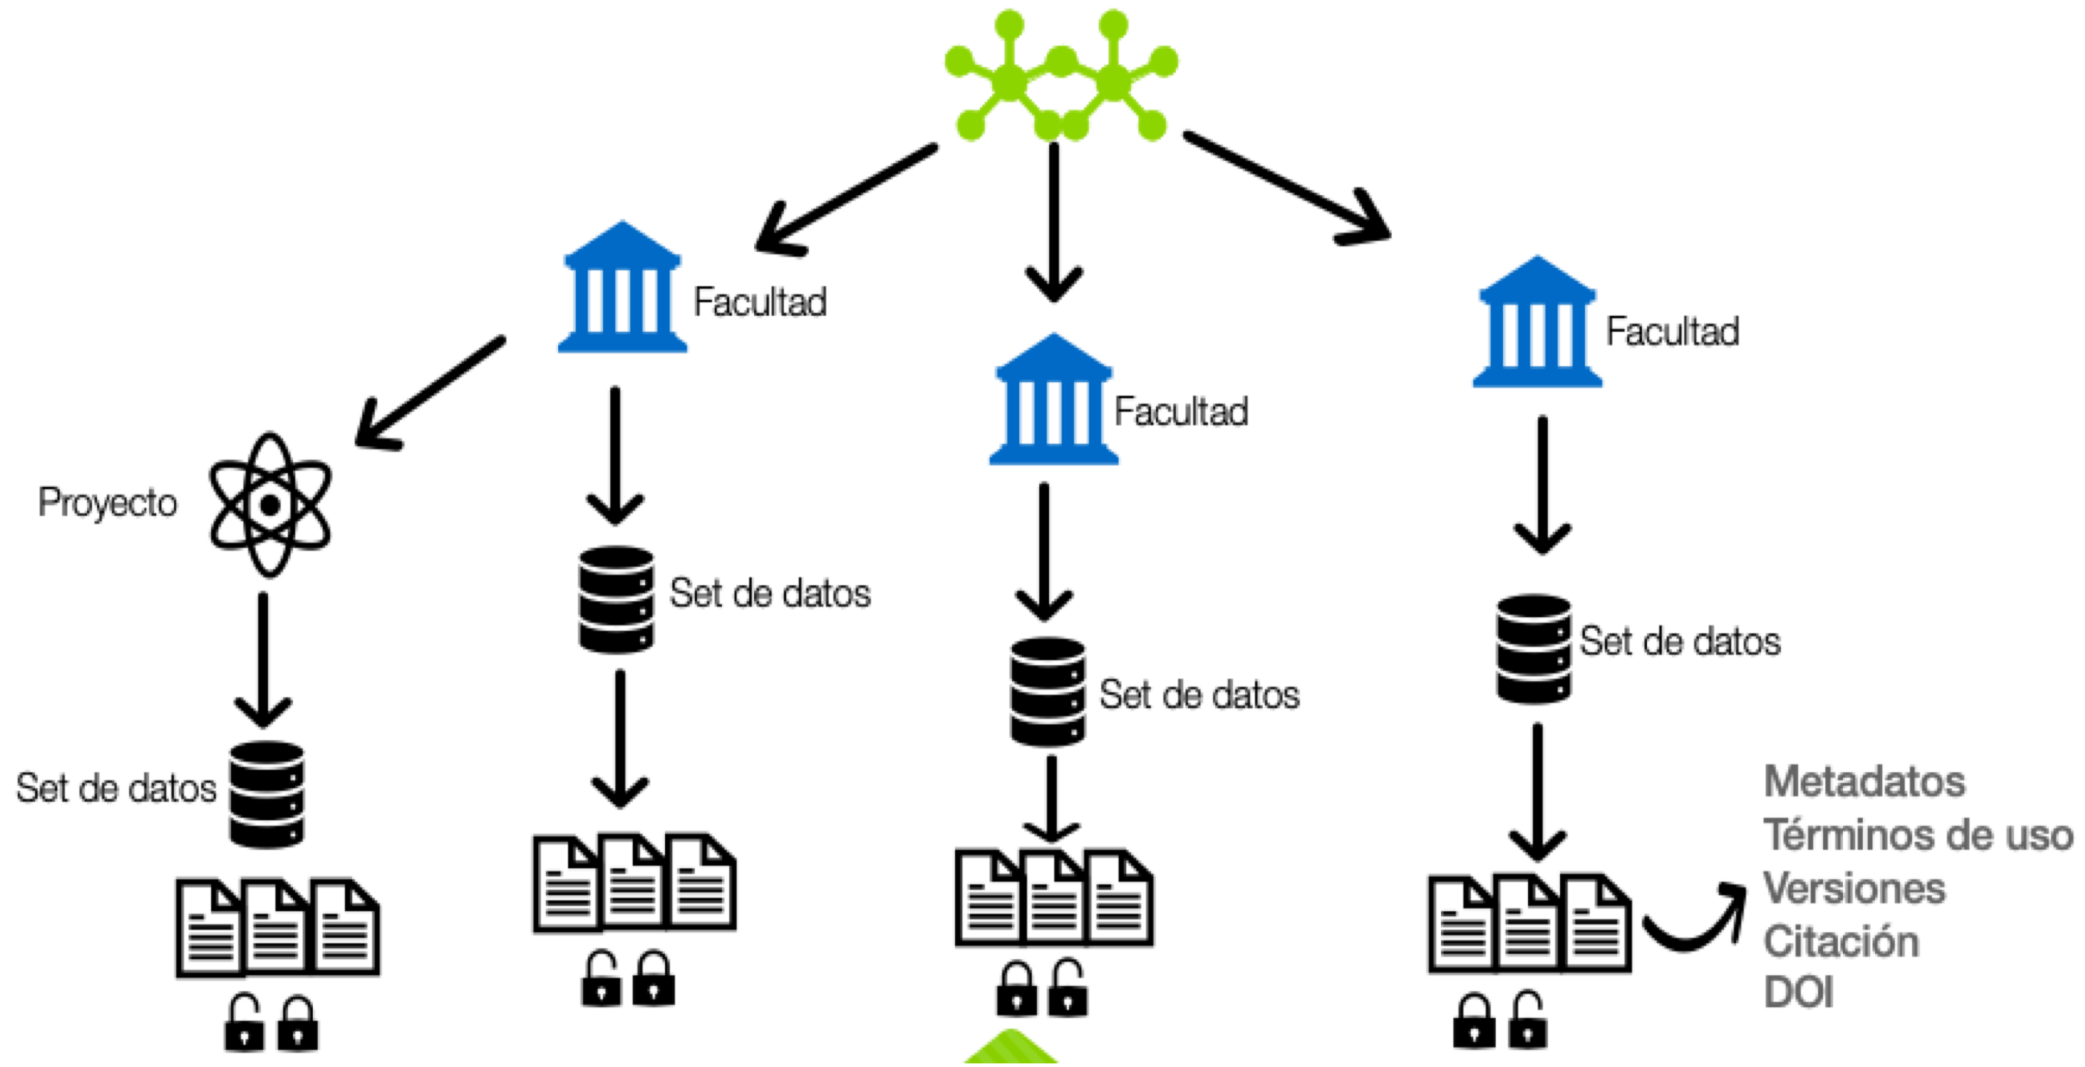 Facultad
Facultad
Facultad
Proyecto
Set de datos
Set de datos
Set de datos
Set de datos
Metadatos
Términos de uso
Versiones
Citación
DOI